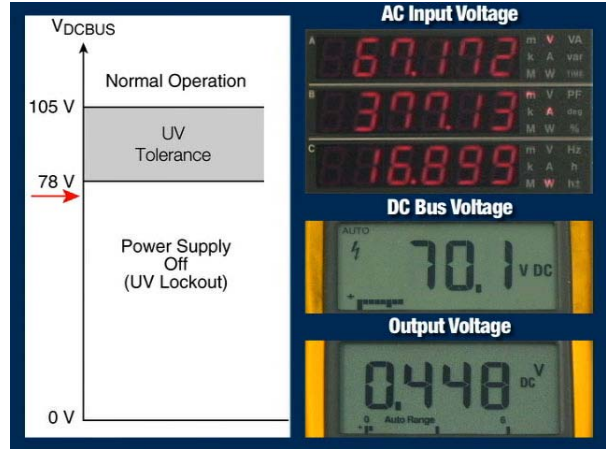 VDCBUS
Normal Operation
105 V
UV
Tolerance
78 V
Power Supply
Off
(UV Lockout)
0 V
AC Input Voltage
A 67.172 m V VA
k A var
M W TIME
B 377.13 m V PF
k A deg
M W %
C 16.899 m V Hz
k A h
M W h±
DC Bus Voltage
AUTO
70.1 V DC
Output Voltage
0.448 DC V
0 Auto Range 6